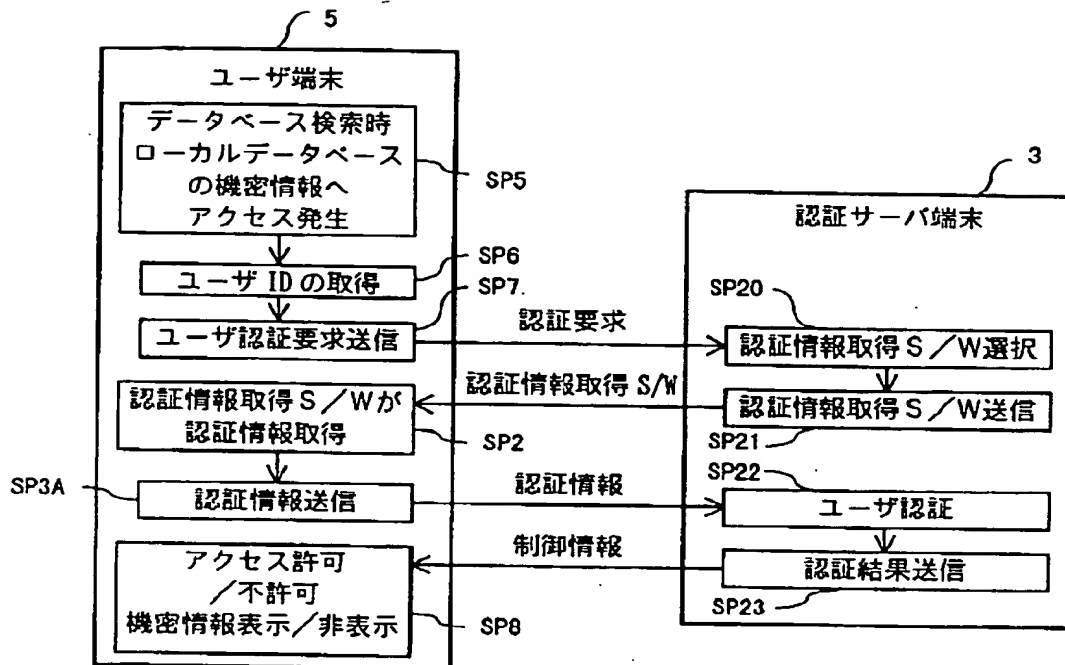 5
ユーザ端末
データベース検索時
ローカルデータベース
の機密情報へ
アクセス発生
SP5
ユーザ ID の取得
SP6
ユーザ認証要求送信
SP7.
認証要求
3
認証サーバ端末
SP20
認証情報取得 S／W選択
認証情報取得 S/W
認証情報取得 S／W送信
SP21
認証情報取得 S／Wが
認証情報取得
SP2
SP3A
認証情報送信
認証情報
SP22
ユーザ認証
制御情報
認証結果送信
SP23
アクセス許可
／不許可
機密情報表示／非表示
SP8